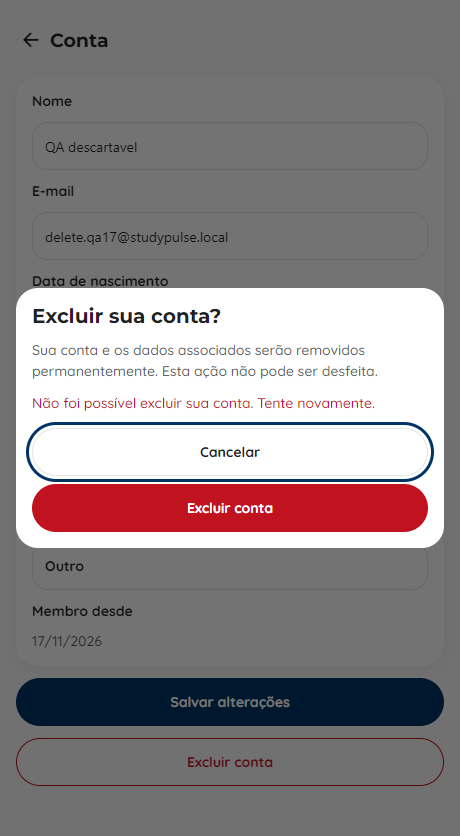 Conta
Nome
QA descartavel
E-mail
delete.qa17@studypulse.local
Data de nascimento
Excluir sua conta?
Sua conta e os dados associados serão removidos
permanentemente. Esta ação não pode ser desfeita.
Não foi possível excluir sua conta. Tente novamente.
Cancelar
Excluir conta
Outro
Membro desde
17/11/2026
Salvar alterações
Excluir conta